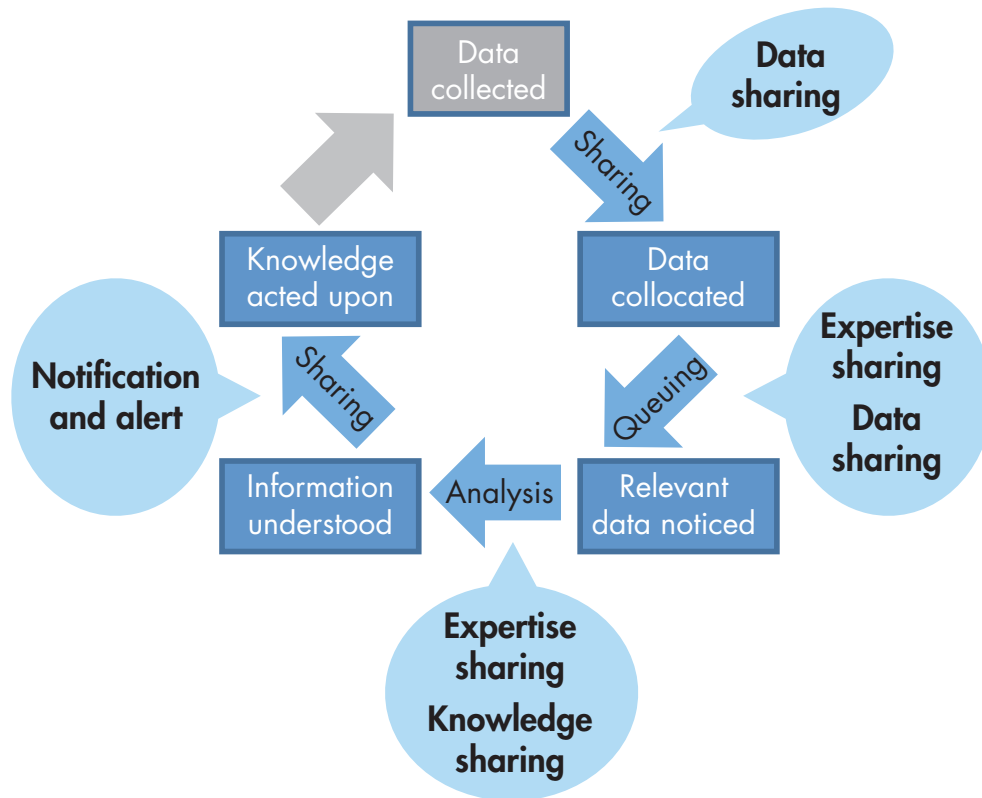 Data
collected
Data
sharing
Sharing
Data
collocated
Expertise
sharing
Data
sharing
Queuing
Relevant
data noticed
Analysis
Expertise
sharing
Knowledge
sharing
Information
understood
Sharing
Notification
and alert
Knowledge
acted upon